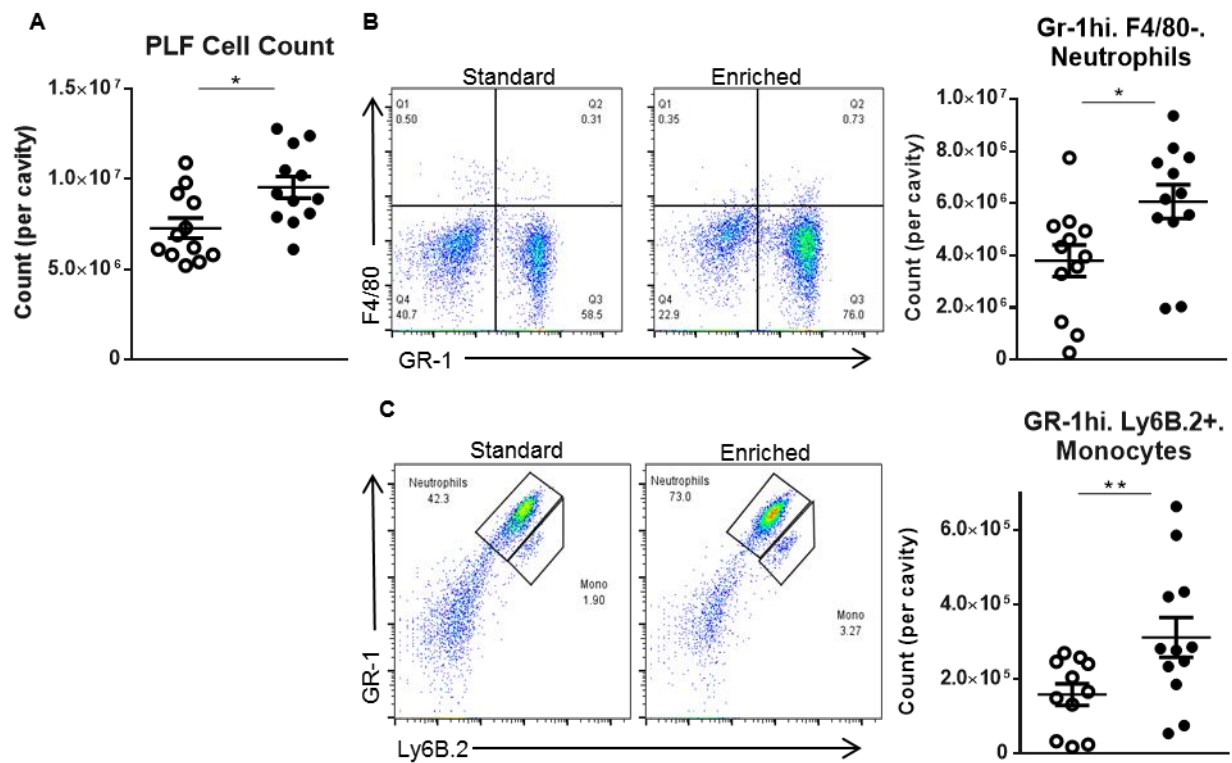 A
PLF Cell Count
*
1.5×10⁷
1.0×10⁷
5.0×10⁶
0
Count (per cavity)
B
Standard
Enriched
Q1
0.50
Q2
0.31
Q4
40.7
Q3
58.5
Q1
0.35
Q2
0.73
Q4
22.9
Q3
76.0
F4/80
GR-1
Gr-1hi. F4/80-.
Neutrophils
*
1.0×10⁷
8.0×10⁶
6.0×10⁶
4.0×10⁶
2.0×10⁶
0
Count (per cavity)
C
Standard
Enriched
Neutrophils
42.3
Mono
1.90
Neutrophils
73.0
Mono
3.27
GR-1
Ly6B.2
GR-1hi. Ly6B.2+.
Monocytes
**
6.0×10⁵
4.0×10⁵
2.0×10⁵
0
Count (per cavity)